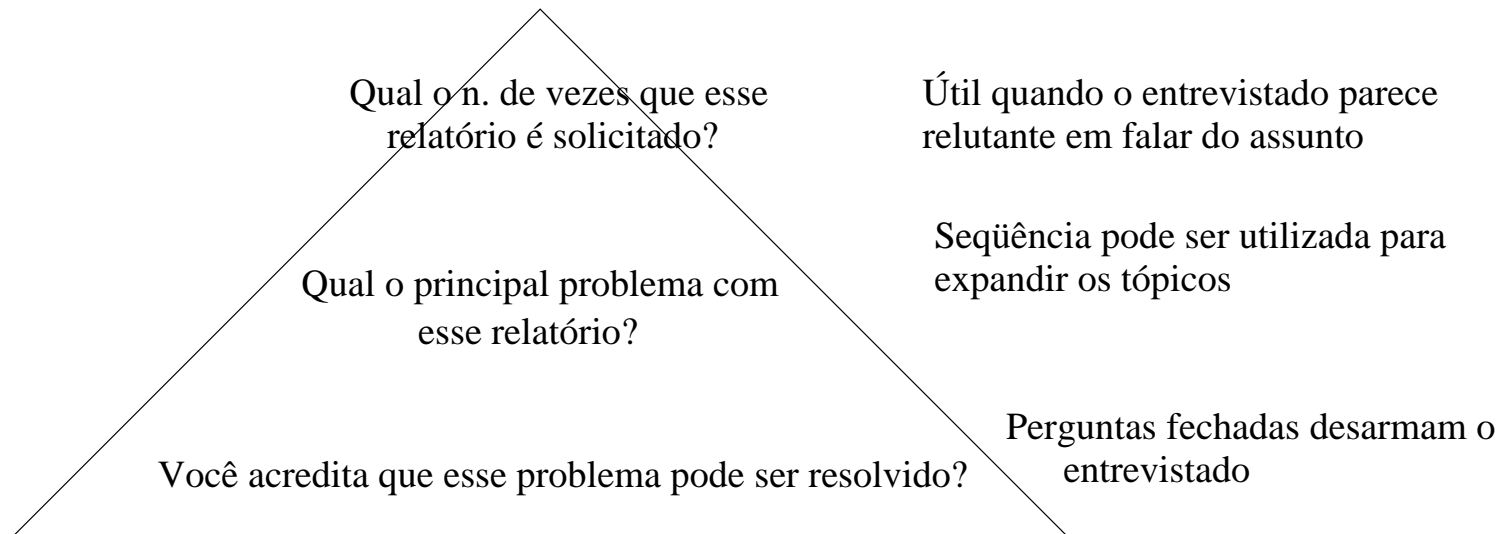 Qual o n. de vezes que esse
relatório é solicitado?
Útil quando o entrevistado parece
relutante em falar do assunto
Seqüência pode ser utilizada para
expandir os tópicos
Qual o principal problema com
esse relatório?
Perguntas fechadas desarmam o
entrevistado
Você acredita que esse problema pode ser resolvido?